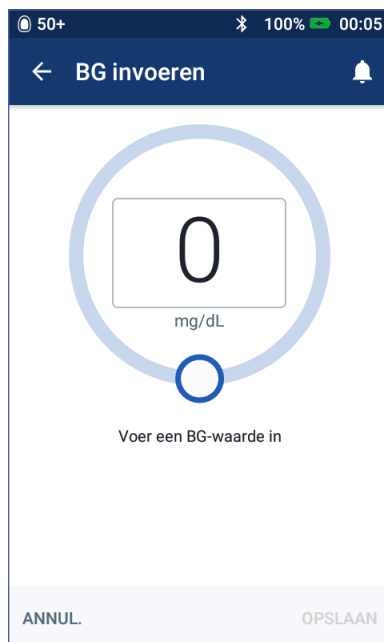 50+ 100% 00:05
BG invoeren
0
mg/dL
Voer een BG-waarde in
ANNUL. OPSLAAN